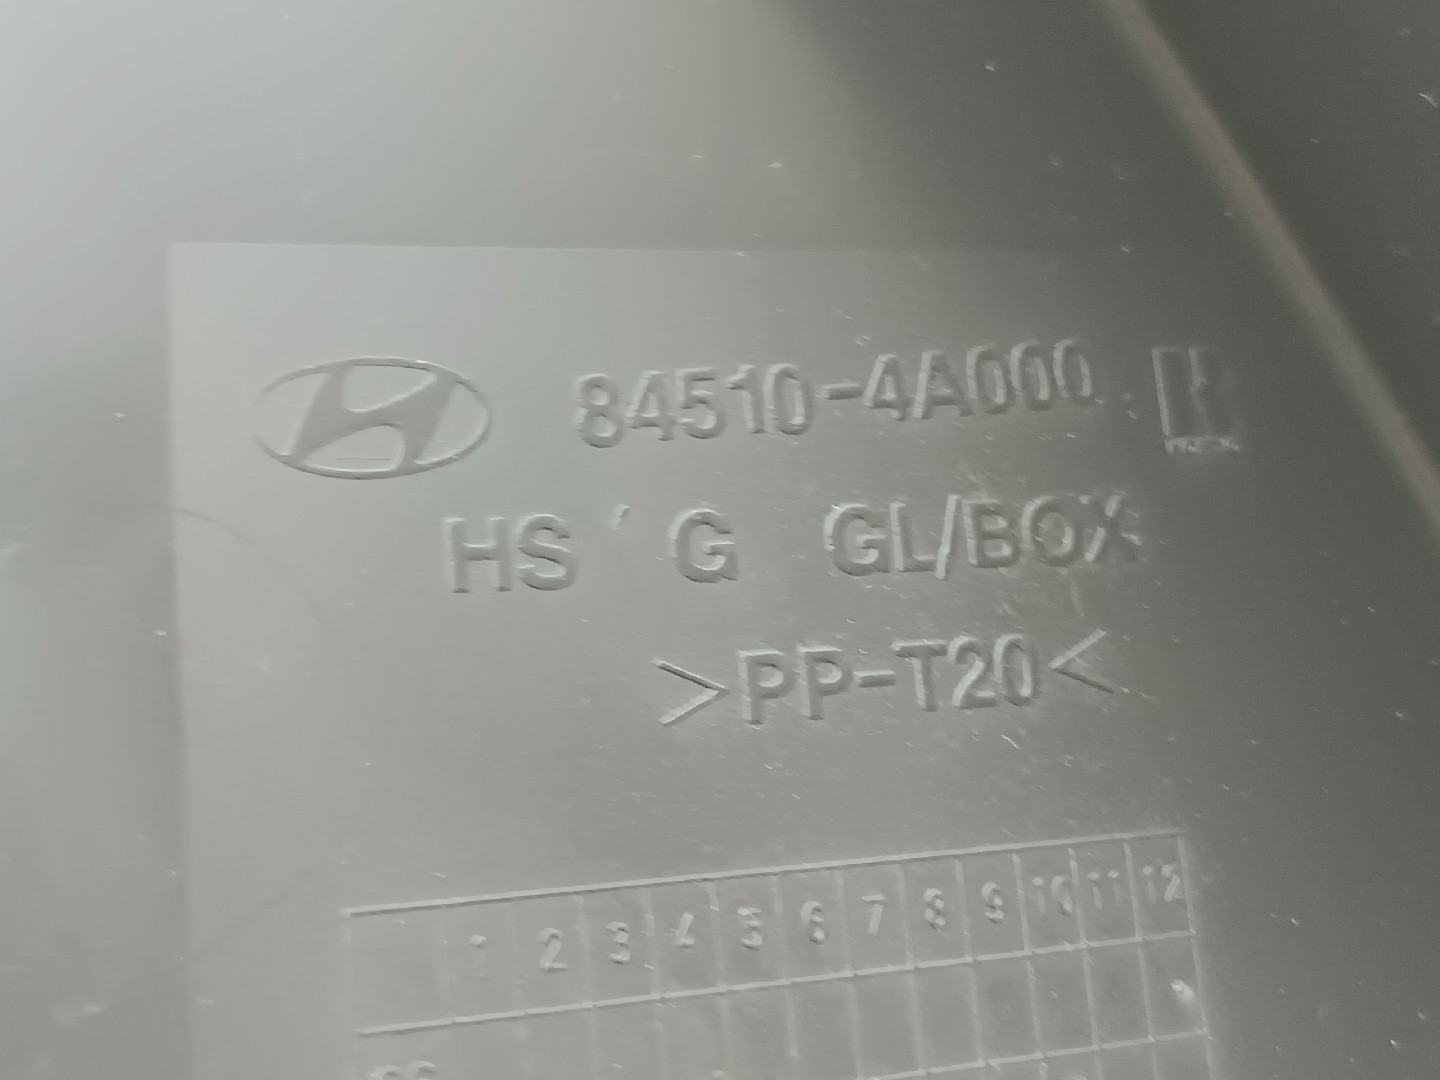 84510-4A000
HS'G GL/BOX
>PP-T20<
1 2 3 4 5 6 7 8 9 10 11 12